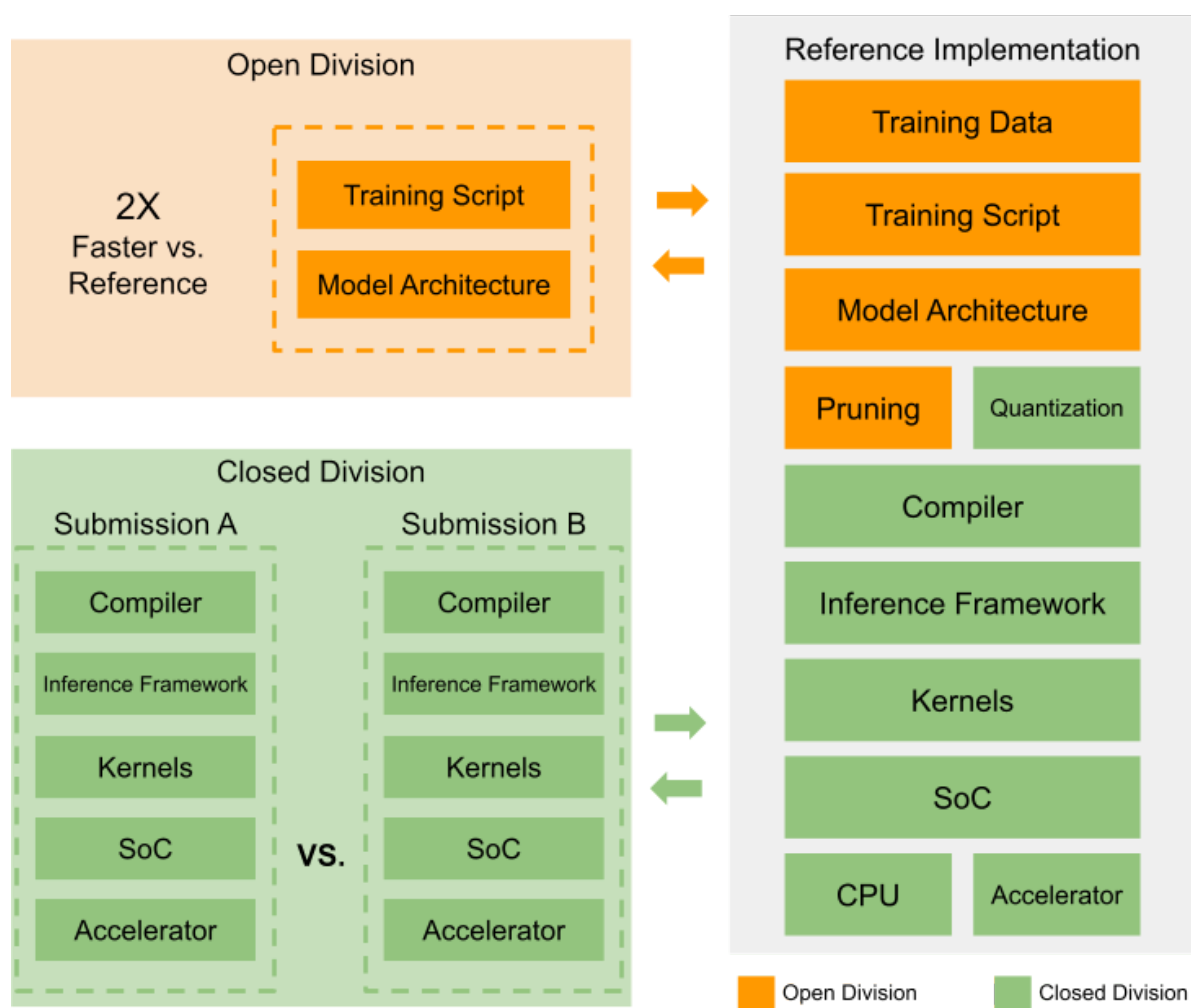 Open Division
2X
Faster vs.
Reference
Training Script
Model Architecture
Closed Division
Submission A
Compiler
Inference Framework
Kernels
SoC
Accelerator
VS.
Submission B
Compiler
Inference Framework
Kernels
SoC
Accelerator
Reference Implementation
Training Data
Training Script
Model Architecture
Pruning
Quantization
Compiler
Inference Framework
Kernels
SoC
CPU
Accelerator
Open Division
Closed Division